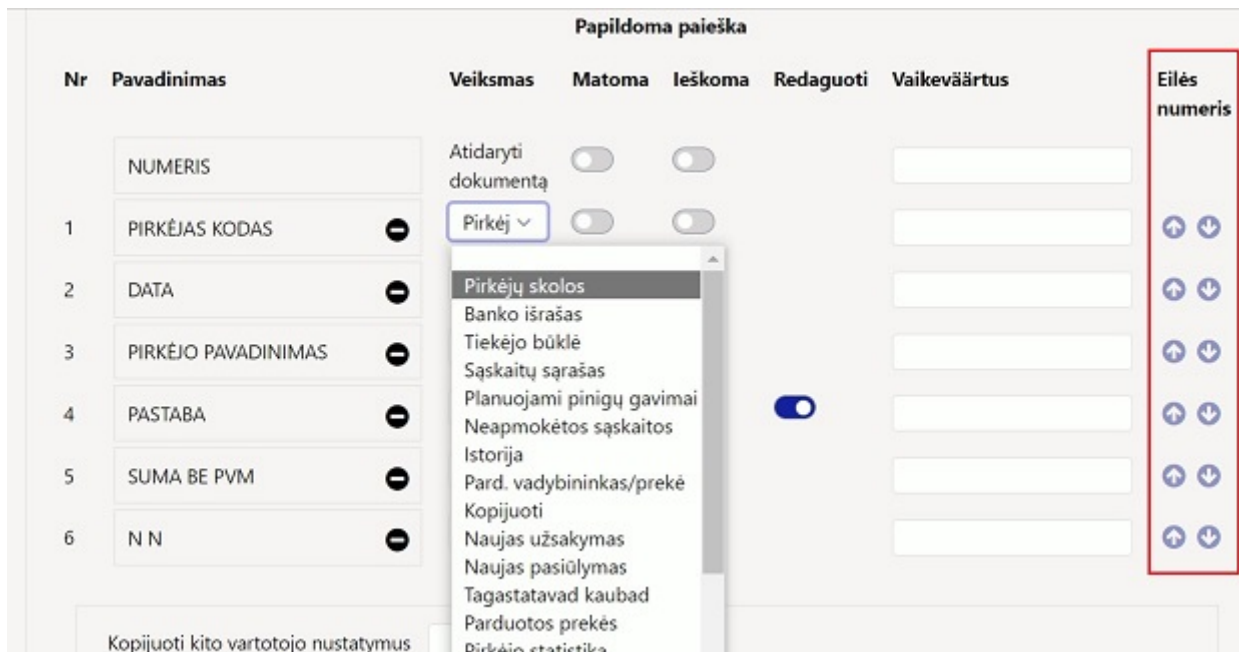 Papildoma paieška
Nr Pavadinimas Veiksmas Matoma Ieškoma Redaguoti Vaikeväärtus Eilės numeris
NUMERIS Atidaryti dokumentą
1 PIRKĖJAS KODAS Pirkėj
2 DATA
3 PIRKĖJO PAVADINIMAS
4 PASTABA
5 SUMA BE PVM
6 N N
Pirkėjų skolos
Banko išrašas
Tiekėjo būklė
Sąskaitų sąrašas
Planuojami pinigų gavimai
Neapmokėtos sąskaitos
Istorija
Pard. vadybininkas/prekė
Kopijuoti
Naujas užsakymas
Naujas pasiūlymas
Tagastatavad kaubad
Parduotos prekės
Pirkėjo statistika
Kopijuoti kito vartotojo nustatymus